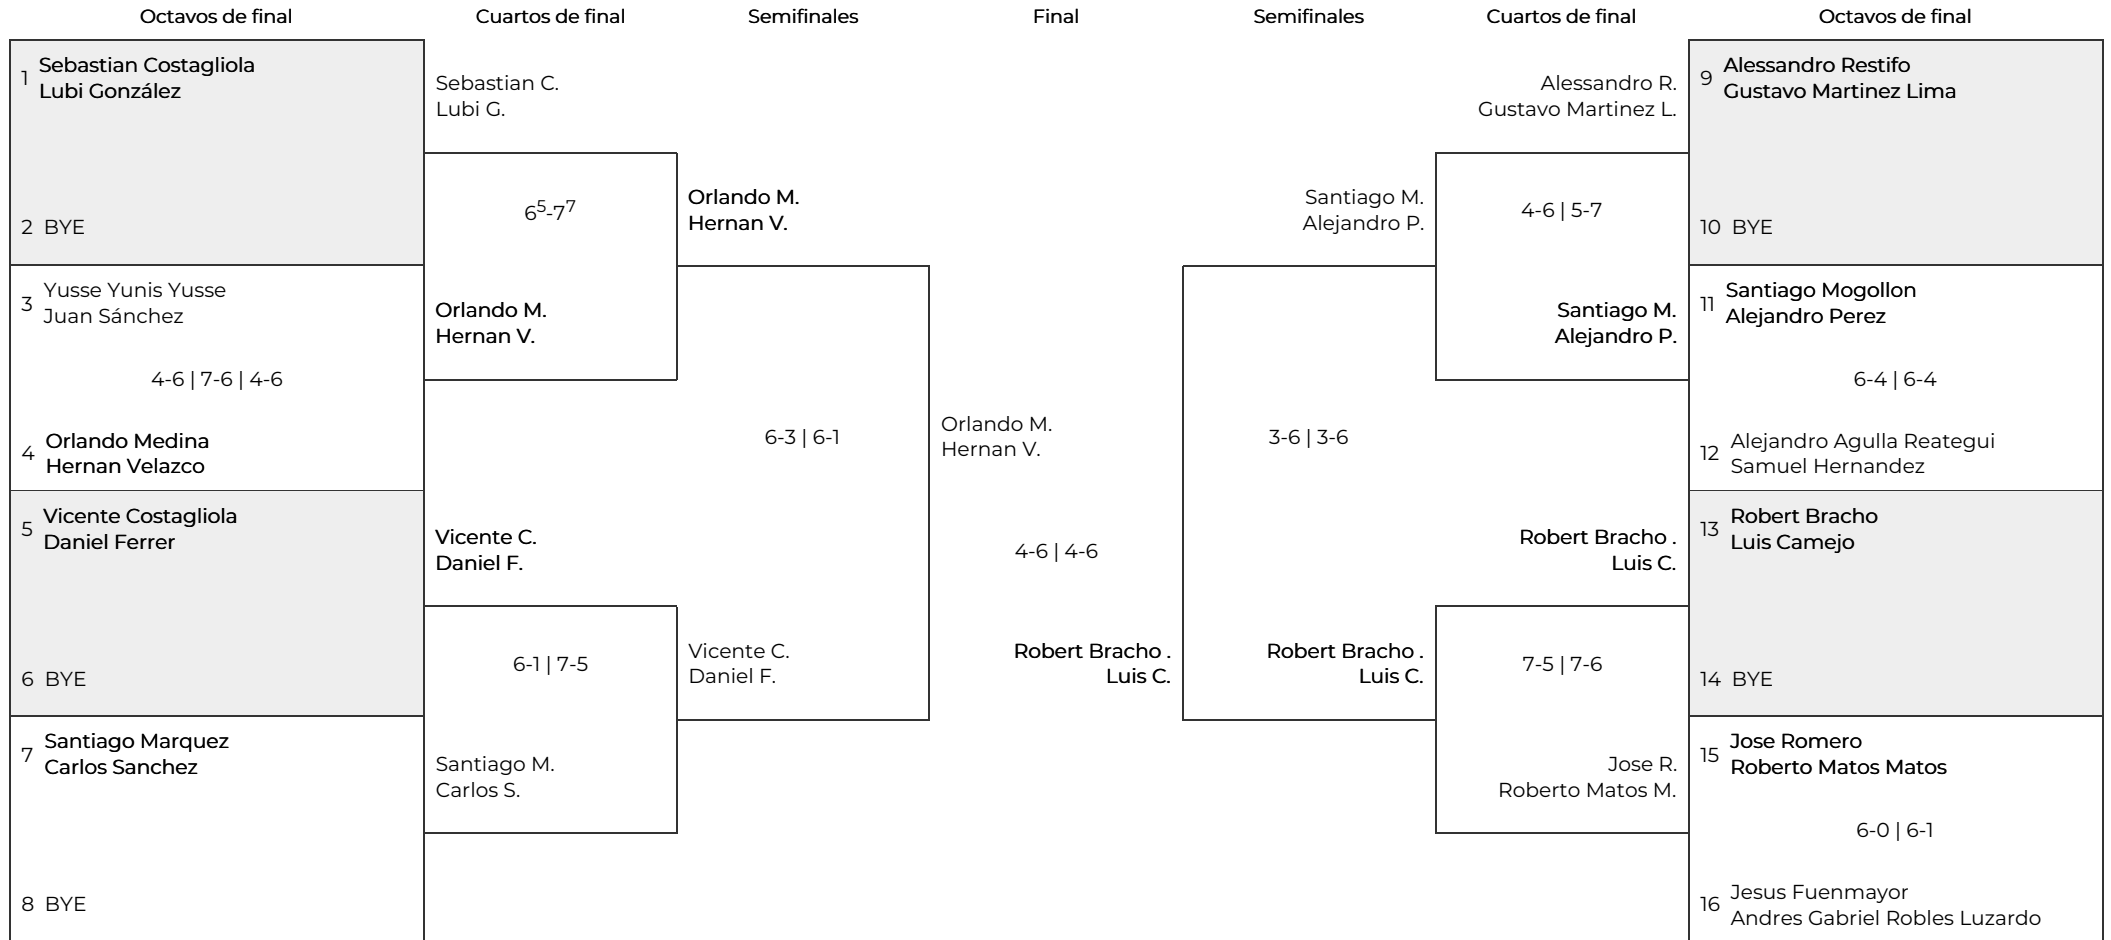 Octavos de final
Cuartos de final
Semifinales
Final
Semifinales
Cuartos de final
Octavos de final
1 Sebastian Costagliola
Lubi González
2 BYE
3 Yusse Yunis Yusse
Juan Sánchez
4-6 | 7-6 | 4-6
4 Orlando Medina
Hernan Velazco
5 Vicente Costagliola
Daniel Ferrer
6 BYE
7 Santiago Marquez
Carlos Sanchez
8 BYE
Sebastian C.
Lubi G.
6⁵-7⁷
Orlando M.
Hernan V.
Vicente C.
Daniel F.
6-1 | 7-5
Santiago M.
Carlos S.
Orlando M.
Hernan V.
6-3 | 6-1
Vicente C.
Daniel F.
Orlando M.
Hernan V.
4-6 | 4-6
Robert Bracho .
Luis C.
Santiago M.
Alejandro P.
3-6 | 3-6
Robert Bracho .
Luis C.
Alessandro R.
Gustavo Martinez L.
4-6 | 5-7
Santiago M.
Alejandro P.
Robert Bracho .
Luis C.
7-5 | 7-6
Jose R.
Roberto Matos M.
9 Alessandro Restifo
Gustavo Martinez Lima
10 BYE
11 Santiago Mogollon
Alejandro Perez
6-4 | 6-4
12 Alejandro Agulla Reategui
Samuel Hernandez
13 Robert Bracho
Luis Camejo
14 BYE
15 Jose Romero
Roberto Matos Matos
6-0 | 6-1
16 Jesus Fuenmayor
Andres Gabriel Robles Luzardo